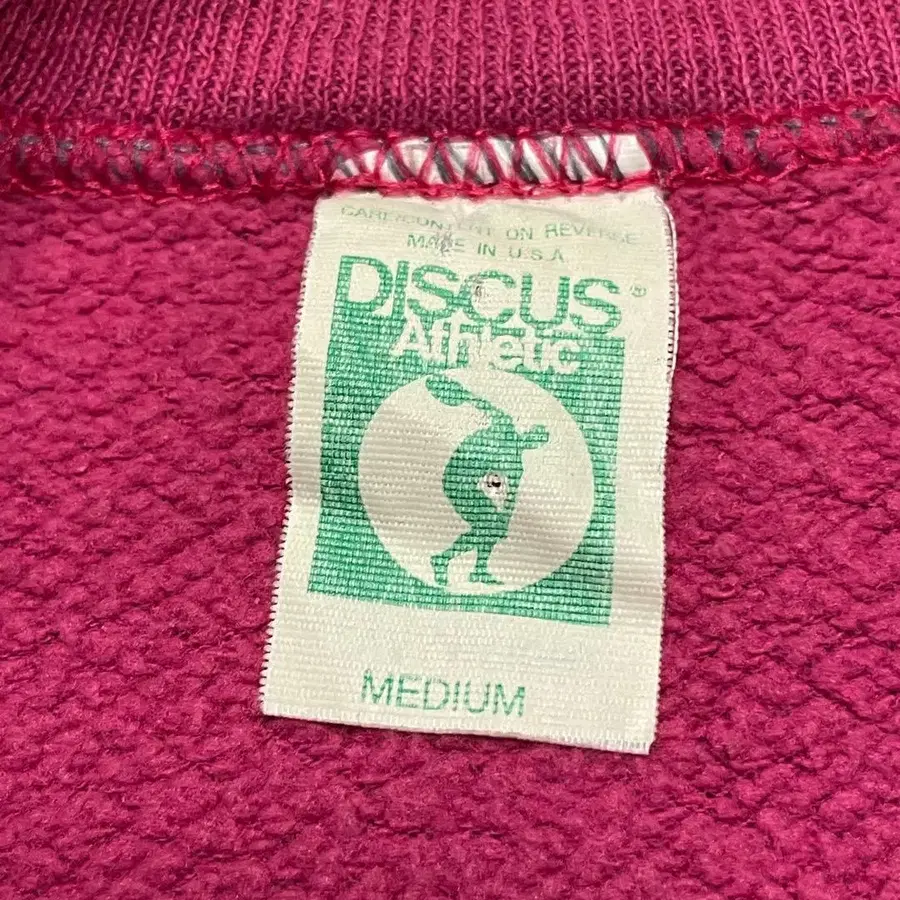 CARE/CONTENT ON REVERSE
MADE IN U.S.A.
DISCUS®
Athletic
MEDIUM